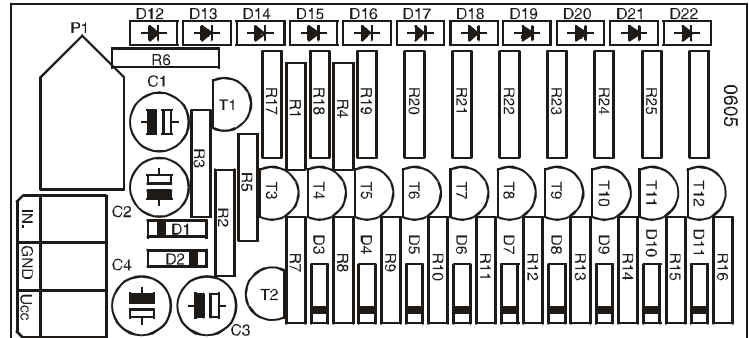 D12 D13 D14 D15 D16 D17 D18 D19 D20 D21 D22
P1
R6
C1
T1
R17
R1
R18
R4
R19
R20
R21
R22
R23
R24
R25
0605
R3
R5
R2
C2
T3 T4 T5 T6 T7 T8 T9 T10 T11 T12
IN.
GND
Ucc
D1
D2
C4
C3
T2
R7
D3
R8
D4
R9
D5
R10
D6
R11
D7
R12
D8
R13
D9
R14
D10
R15
D11
R16